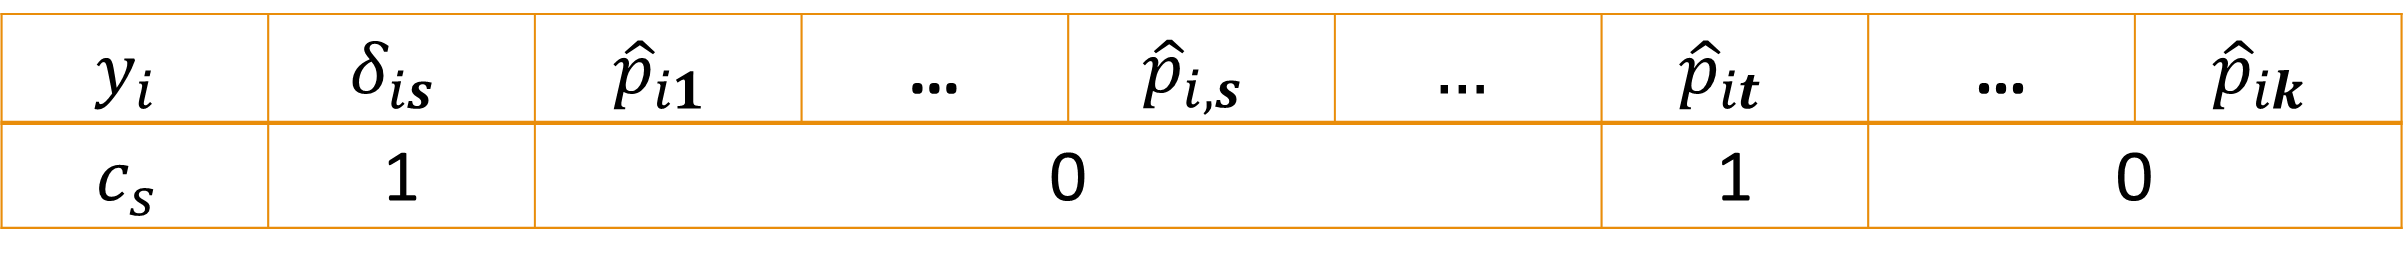 yᵢ δᵢₛ p̂ᵢ₁ ... p̂ᵢ,ₛ ... p̂ᵢₜ ... p̂ᵢₖ
cₛ 1 0 1 0